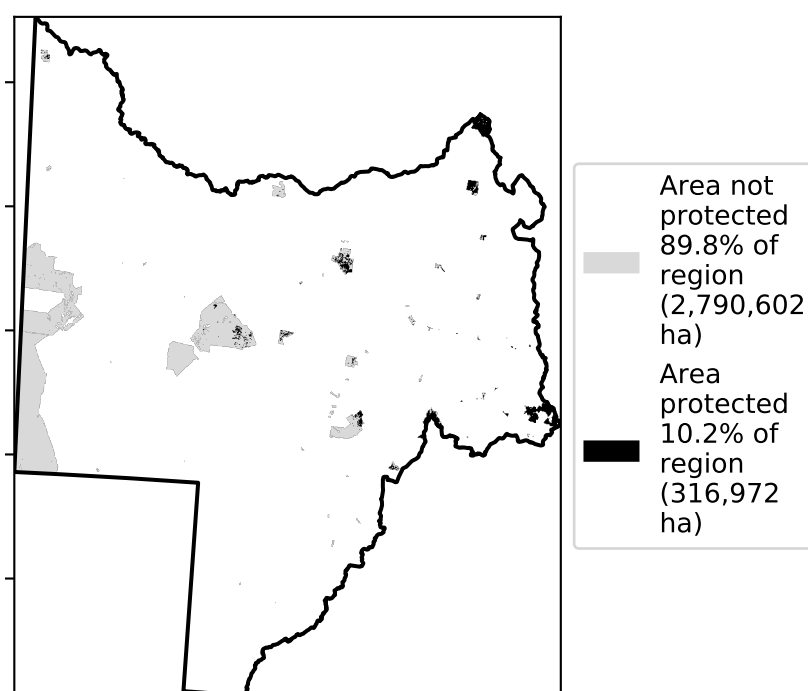 Area not
protected
89.8% of
region
(2,790,602
ha)
Area
protected
10.2% of
region
(316,972
ha)